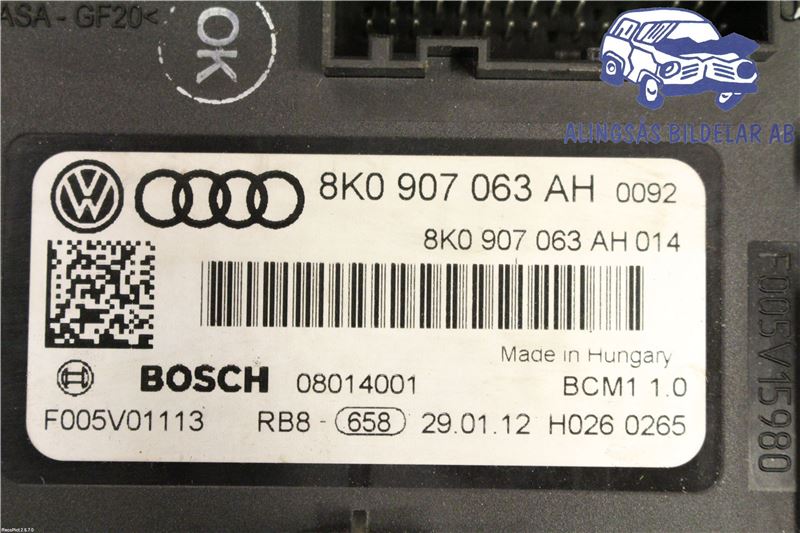 ASA - GF20<
OK
ALINGSÅS BILDELAR AB
VW
8K0 907 063 AH 0092
8K0 907 063 AH 014
Made in Hungary
BOSCH 08014001 BCM1 1.0
F005V01113 RB8 - 658 29.01.12 H026 0265
F005V15980